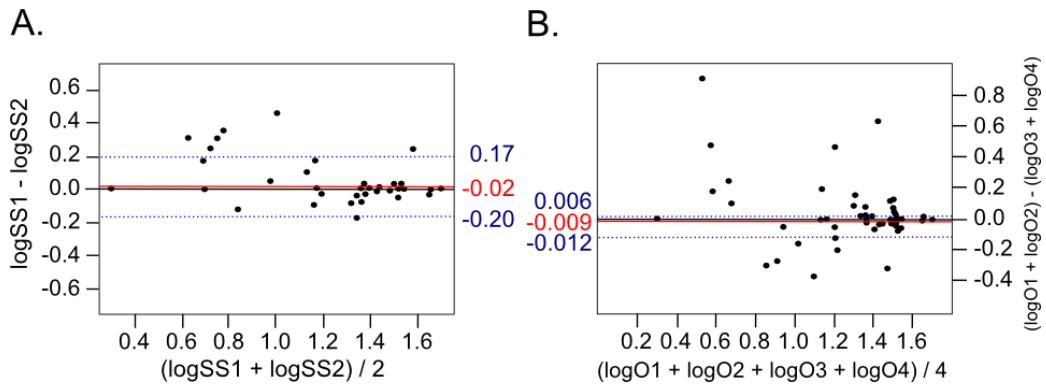 A.
0.6
0.4
0.2
0.0
-0.2
-0.4
-0.6
logSS1 - logSS2
0.17
-0.02
-0.20
0.4 0.6 0.8 1.0 1.2 1.4 1.6
(logSS1 + logSS2) / 2
B.
0.006
-0.009
-0.012
0.8
0.6
0.4
0.2
0.0
-0.2
-0.4
(logO1 + logO2) - (logO3 + logO4)
0.2 0.4 0.6 0.8 1.0 1.2 1.4 1.6
(logO1 + logO2 + logO3 + logO4) / 4